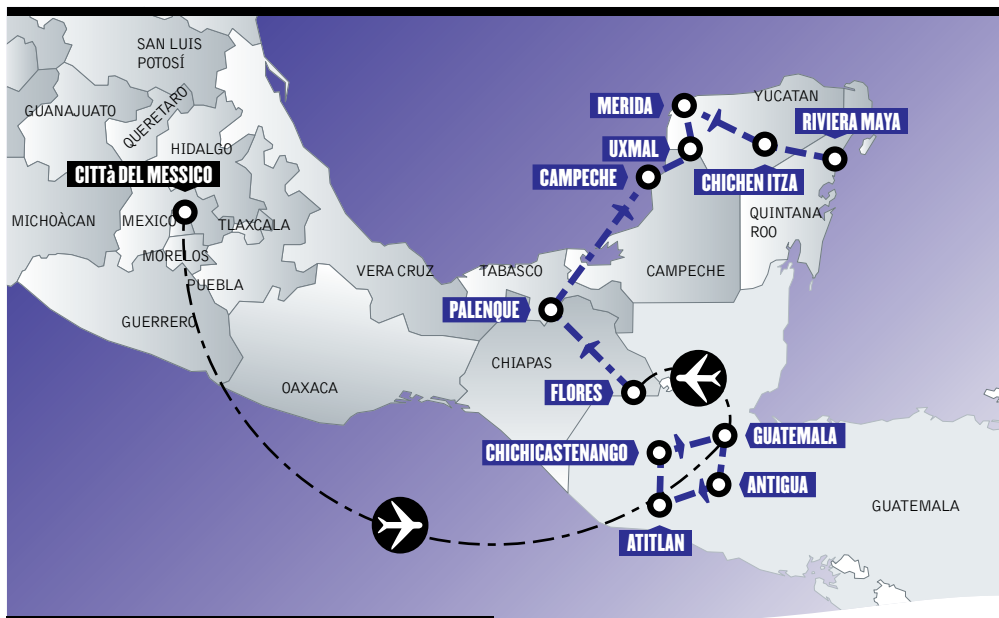 SAN LUIS
POTOSÍ
GUANAJUATO
QUERETARO
HIDALGO
CITTà DEL MESSICO
MICHOÀCAN
MEXICO
TLAXCALA
MORELOS
PUEBLA
GUERRERO
VERA CRUZ
OAXACA
TABASCO
CHIAPAS
CAMPECHE
YUCATAN
QUINTANA
ROO
MERIDA
RIVIERA MAYA
UXMAL
CHICHEN ITZA
CAMPECHE
PALENQUE
FLORES
CHICHICASTENANGO
GUATEMALA
ANTIGUA
ATITLAN
GUATEMALA